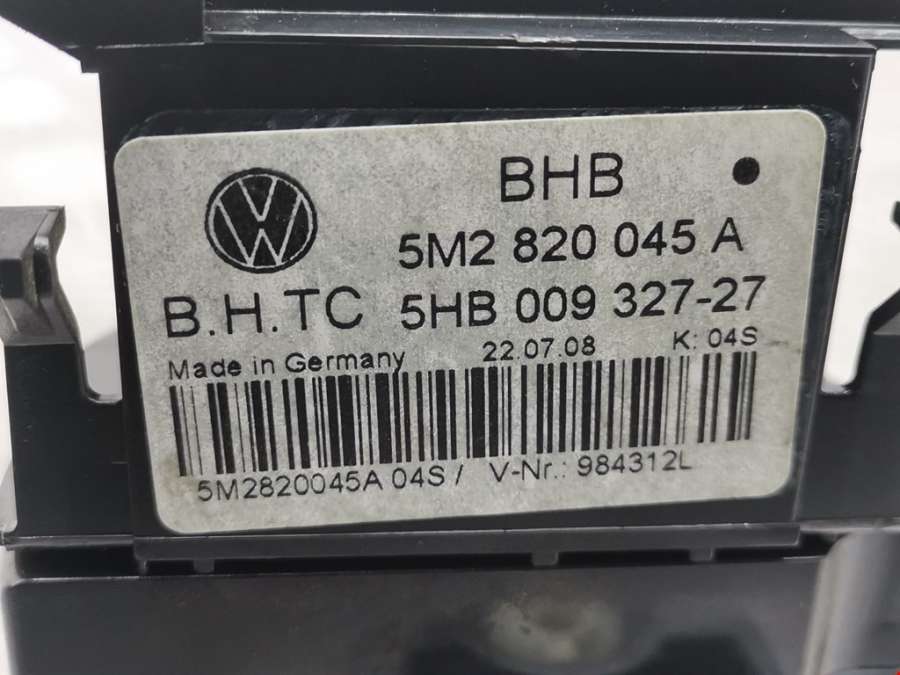 BHB
5M2 820 045 A
B.H.TC 5HB 009 327-27
Made in Germany 22.07.08 K: 04S
5M2820045A 04S / V-Nr.: 984312L